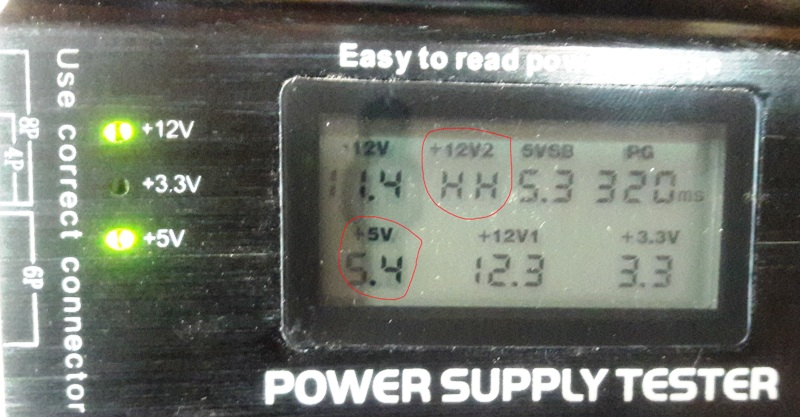 Easy to read
Use correct connector
8P
4P
6P
+12V
+3.3V
+5V
-12V +12V2 5VSB PG
11.4 HH 5.3 320ms
+5V +12V1 +3.3V
5.4 12.3 3.3
POWER SUPPLY TESTER